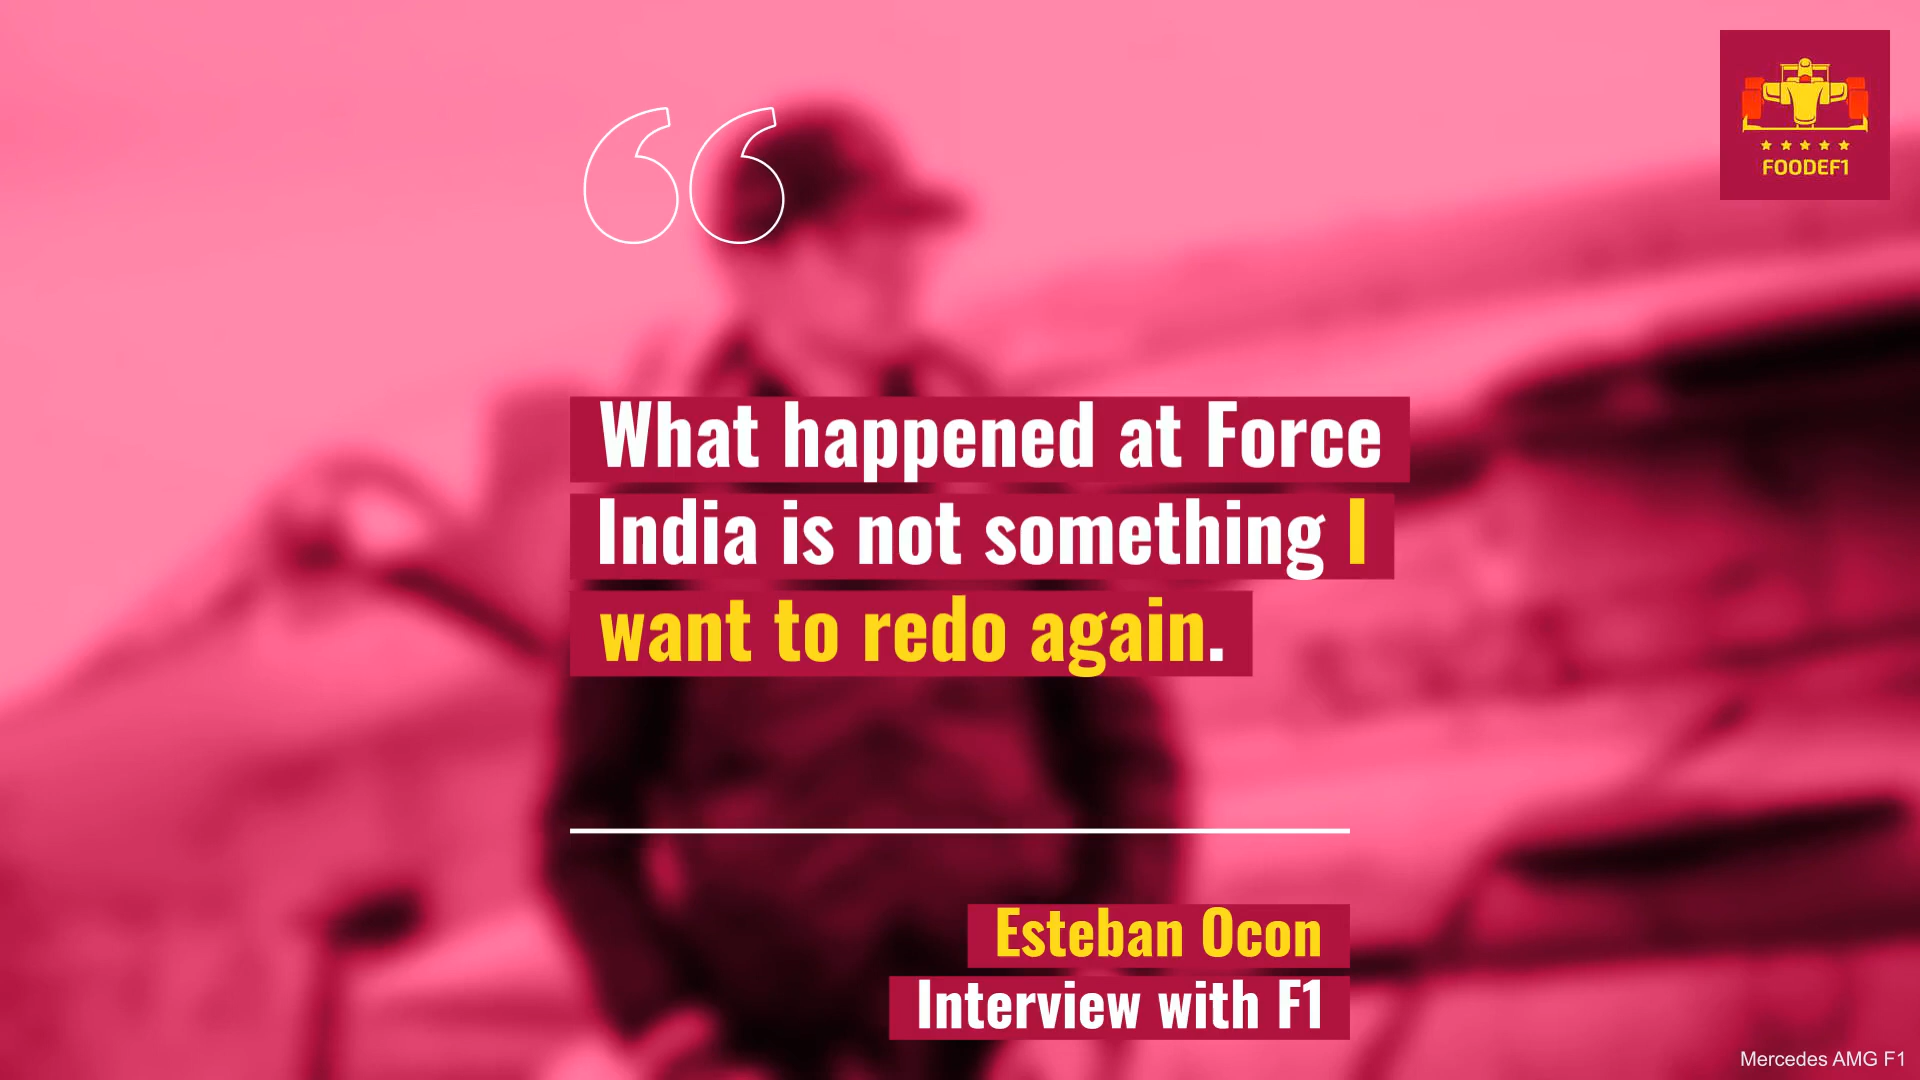 FOODEF1
“
What happened at Force
India is not something I
want to redo again.
Esteban Ocon
Interview with F1
Mercedes AMG F1